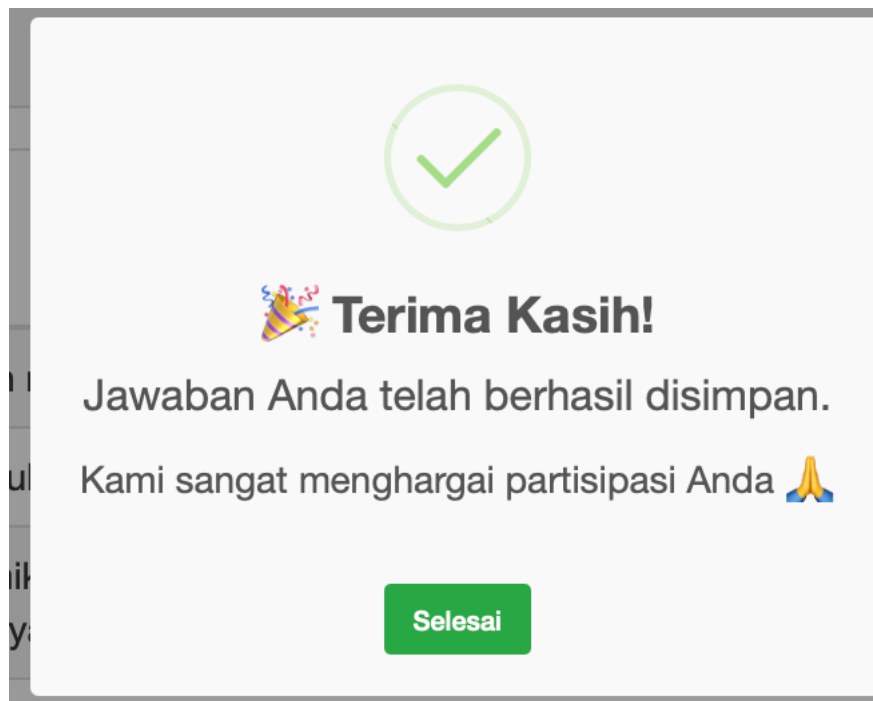 🎉 Terima Kasih!
Jawaban Anda telah berhasil disimpan.
Kami sangat menghargai partisipasi Anda 🙏
Selesai